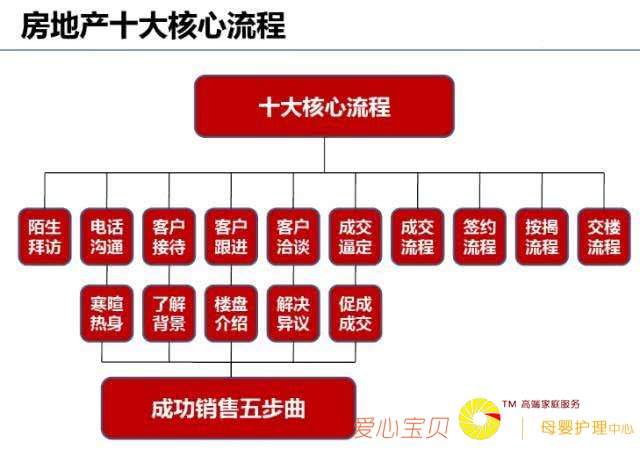 房地产十大核心流程
十大核心流程
陌生
拜访
电话
沟通
客户
接待
客户
跟进
客户
洽谈
成交
逼定
成交
流程
签约
流程
按揭
流程
交楼
流程
寒暄
热身
了解
背景
楼盘
介绍
解决
异议
促成
成交
成功销售五步曲
爱心宝贝
TM 高端家庭服务
母婴护理中心